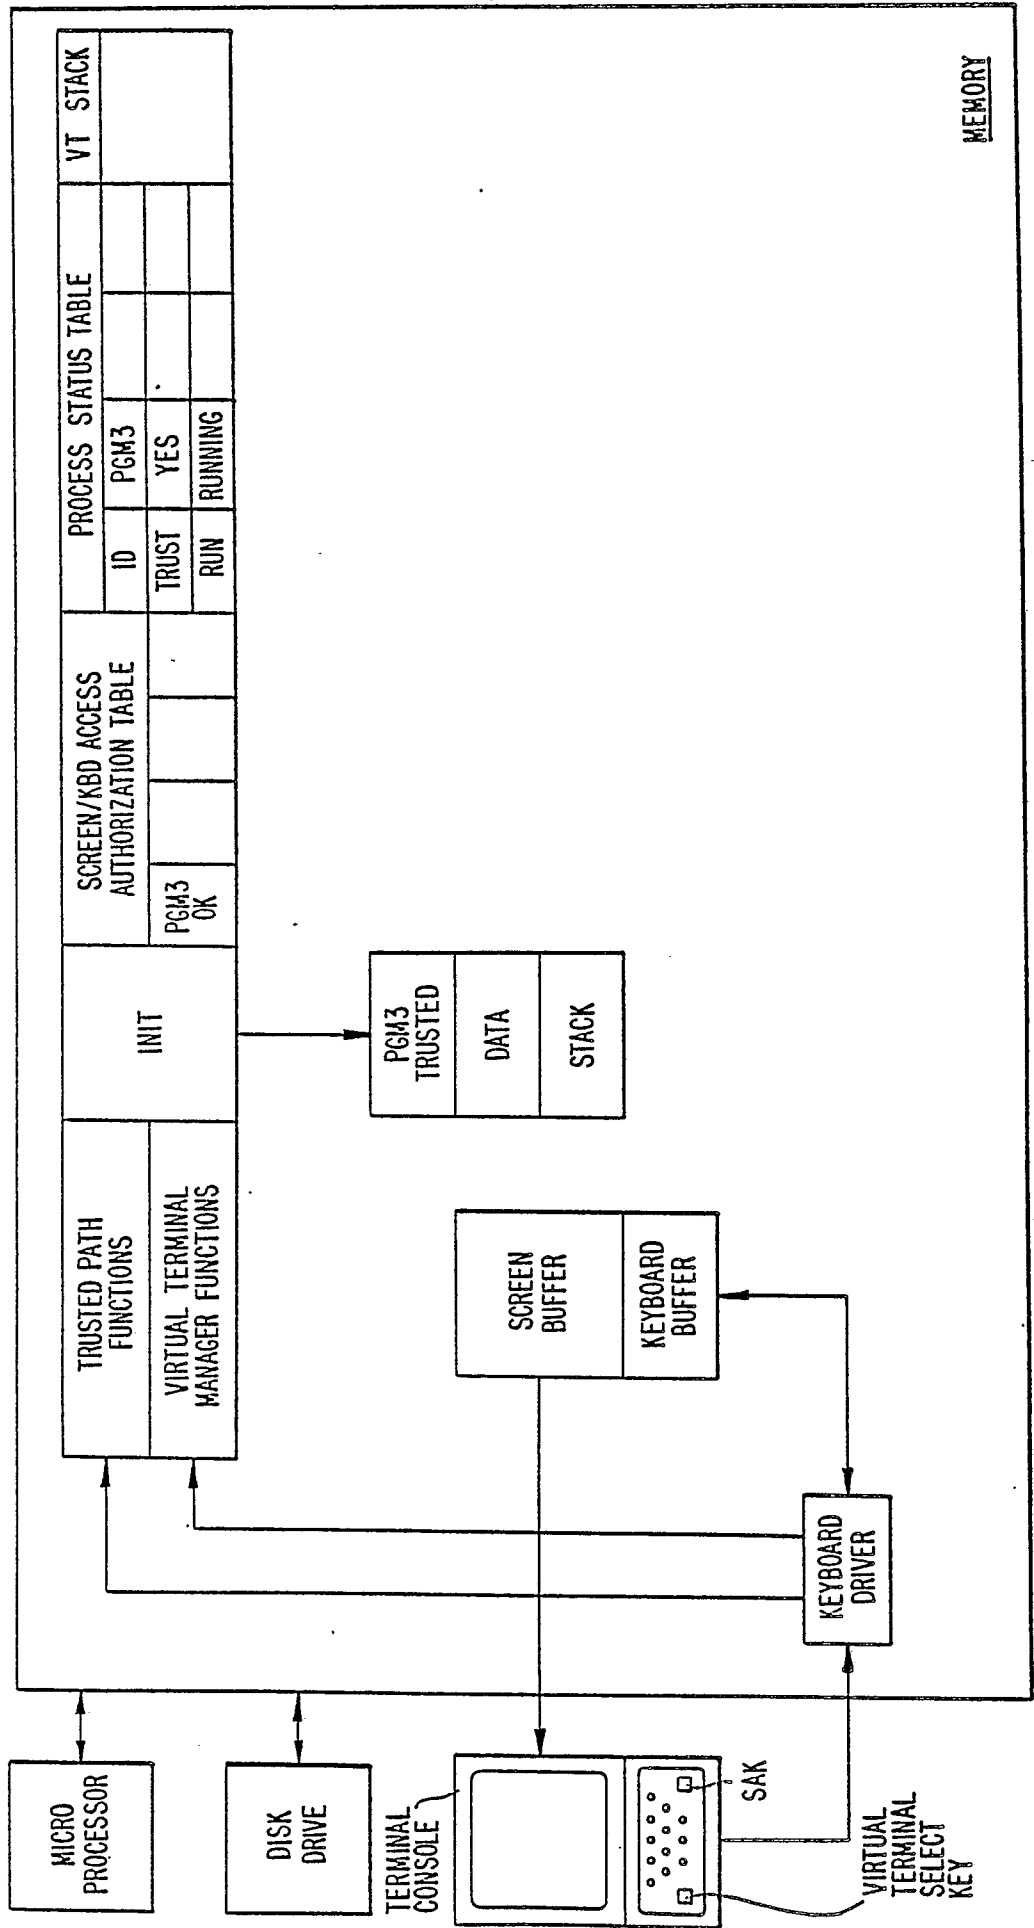 MICRO
PROCESSOR
DISK
DRIVE
TERMINAL
CONSOLE
SAK
VIRTUAL
TERMINAL
SELECT
KEY
TRUSTED PATH
FUNCTIONS
VIRTUAL TERMINAL
MANAGER FUNCTIONS
INIT
SCREEN/KBD ACCESS
AUTHORIZATION TABLE
PGM3
OK
PROCESS STATUS TABLE
ID PGM3
TRUST YES
RUN RUNNING
VT STACK
PGM3
TRUSTED
DATA
STACK
SCREEN
BUFFER
KEYBOARD
BUFFER
KEYBOARD
DRIVER
MEMORY